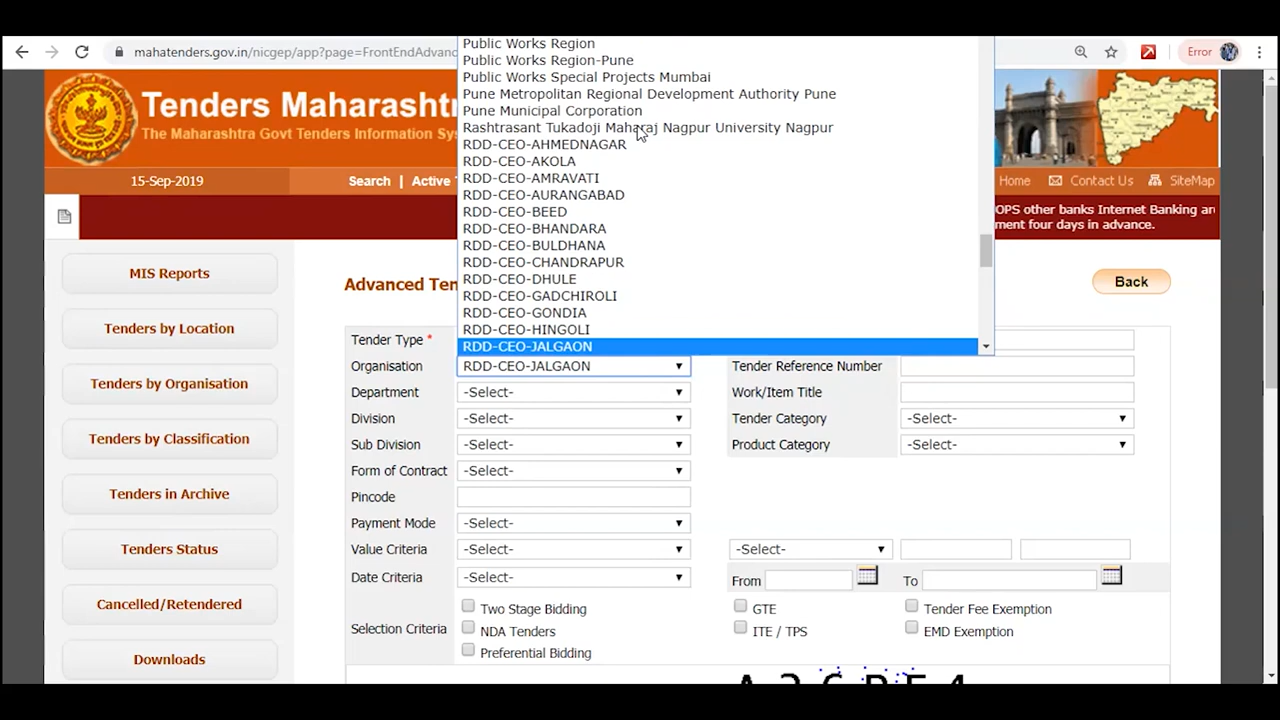 mahatenders.gov.in/nicgep/app?page=FrontEndAdvanc
Error
Tenders Maharashtr
The Maharashtra Govt Tenders Information Sys
15-Sep-2019
Search | Active T
Home
Contact Us
SiteMap
OPS other banks Internet Banking are
ment four days in advance.
Public Works Region
Public Works Region-Pune
Public Works Special Projects Mumbai
Pune Metropolitan Regional Development Authority Pune
Pune Municipal Corporation
Rashtrasant Tukadoji Maharaj Nagpur University Nagpur
RDD-CEO-AHMEDNAGAR
RDD-CEO-AKOLA
RDD-CEO-AMRAVATI
RDD-CEO-AURANGABAD
RDD-CEO-BEED
RDD-CEO-BHANDARA
RDD-CEO-BULDHANA
RDD-CEO-CHANDRAPUR
RDD-CEO-DHULE
RDD-CEO-GADCHIROLI
RDD-CEO-GONDIA
RDD-CEO-HINGOLI
RDD-CEO-JALGAON
MIS Reports
Tenders by Location
Tenders by Organisation
Tenders by Classification
Tenders in Archive
Tenders Status
Cancelled/Retendered
Downloads
Advanced Ten
Back
Tender Type *
Organisation RDD-CEO-JALGAON Tender Reference Number
Department -Select- Work/Item Title
Division -Select- Tender Category -Select-
Sub Division -Select- Product Category -Select-
Form of Contract -Select-
Pincode
Payment Mode -Select-
Value Criteria -Select- -Select-
Date Criteria -Select- From To
Selection Criteria
Two Stage Bidding GTE Tender Fee Exemption
NDA Tenders ITE / TPS EMD Exemption
Preferential Bidding